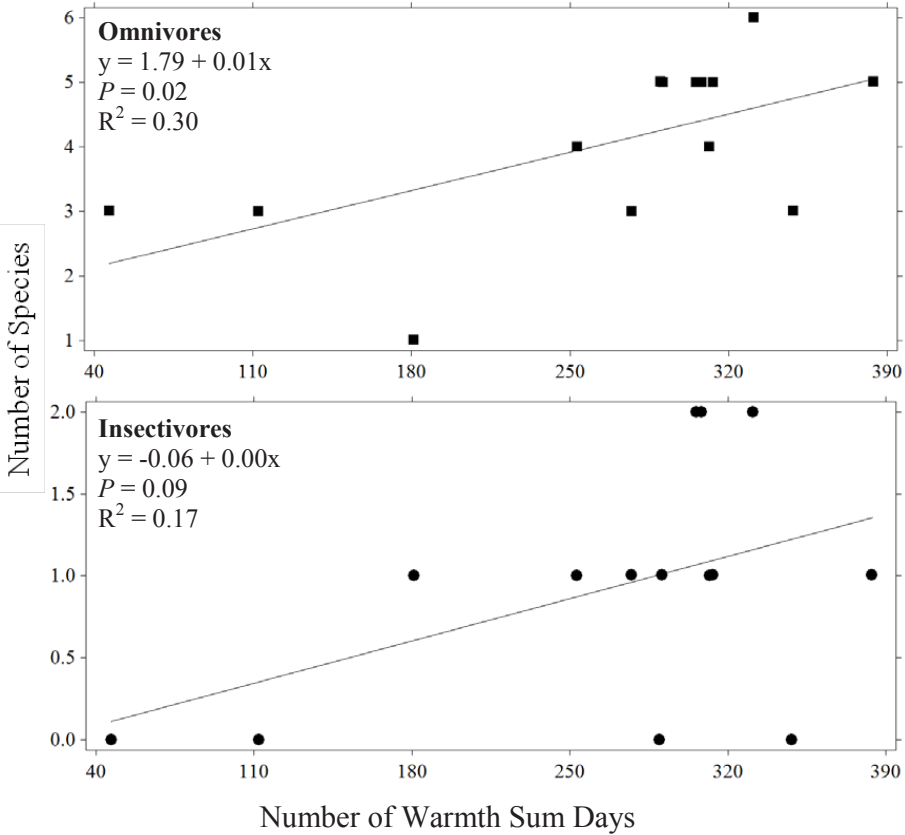 Omnivores
y = 1.79 + 0.01x
P = 0.02
R² = 0.30
6
5
4
3
2
1
40 110 180 250 320 390
Number of Species
Insectivores
y = -0.06 + 0.00x
P = 0.09
R² = 0.17
2.0
1.5
1.0
0.5
0.0
40 110 180 250 320 390
Number of Warmth Sum Days